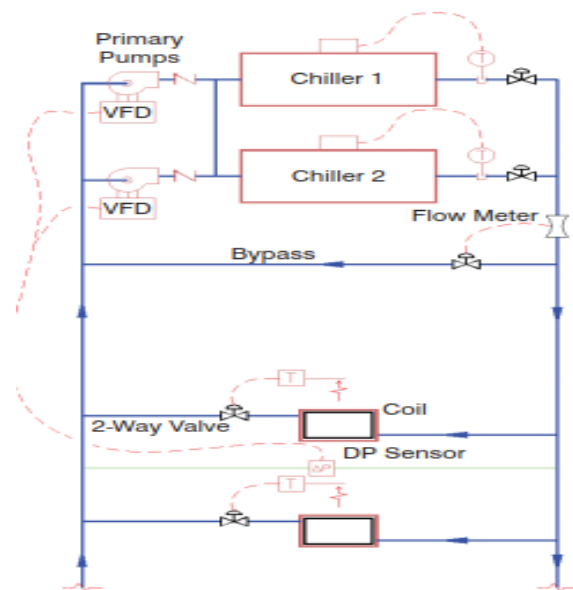 Primary
Pumps
Chiller 1
T
VFD
Chiller 2
T
VFD
Flow Meter
Bypass
T
Coil
2-Way Valve
DP Sensor
ΔP
T